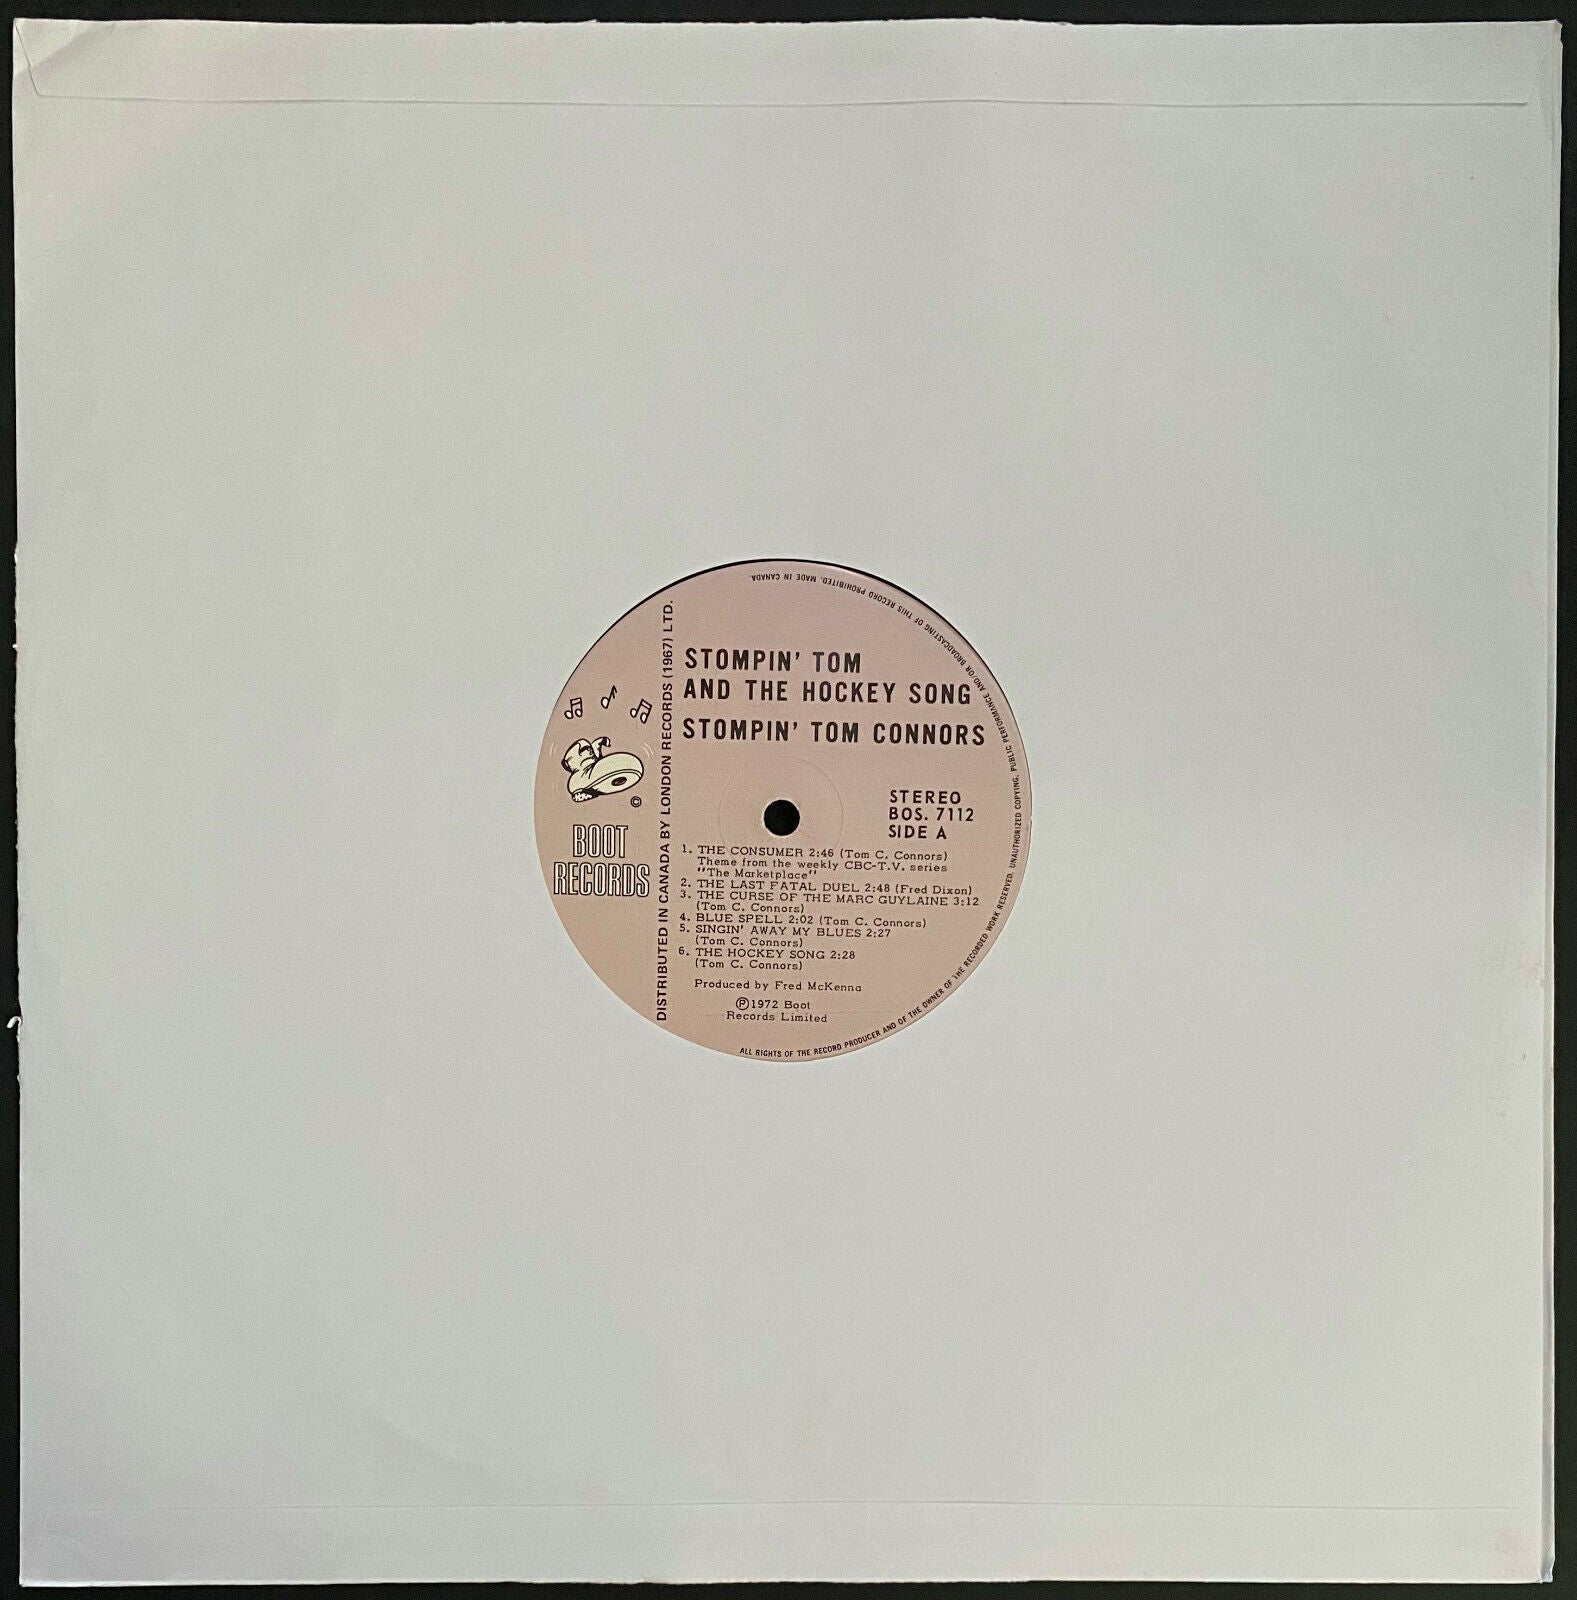 STOMPIN' TOM
AND THE HOCKEY SONG
STOMPIN' TOM CONNORS
STEREO
BOS. 7112
SIDE A
©
BOOT
RECORDS
DISTRIBUTED IN CANADA BY LONDON RECORDS (1967) LTD.
1. THE CONSUMER 2:46 (Tom C. Connors)
Theme from the weekly CBC-T.V. series
"The Marketplace"
2. THE LAST FATAL DUEL 2:48 (Fred Dixon)
3. THE CURSE OF THE MARC GUYLAINE 3:12
(Tom C. Connors)
4. BLUE SPELL 2:02 (Tom C. Connors)
5. SINGIN' AWAY MY BLUES 2:27
(Tom C. Connors)
6. THE HOCKEY SONG 2:28
(Tom C. Connors)
Produced by Fred McKenna
℗1972 Boot
Records Limited
ALL RIGHTS OF THE RECORD PRODUCER AND OF THE OWNER OF THE RECORDED WORK RESERVED. UNAUTHORIZED COPYING, PUBLIC PERFORMANCE AND/OR BROADCASTING OF THIS RECORD PROHIBITED. MADE IN CANADA.